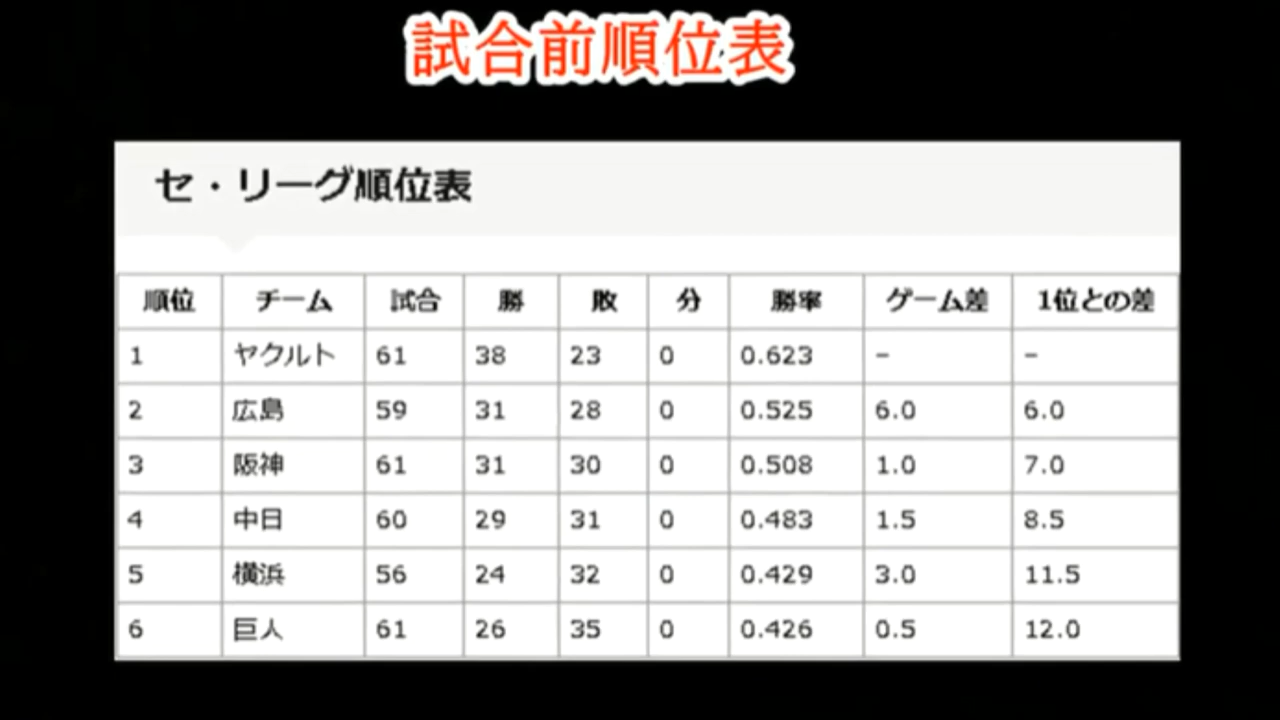 試合前順位表
セ・リーグ順位表
順位 チーム 試合 勝 敗 分 勝率 ゲーム差 1位との差
1 ヤクルト 61 38 23 0 0.623 − −
2 広島 59 31 28 0 0.525 6.0 6.0
3 阪神 61 31 30 0 0.508 1.0 7.0
4 中日 60 29 31 0 0.483 1.5 8.5
5 横浜 56 24 32 0 0.429 3.0 11.5
6 巨人 61 26 35 0 0.426 0.5 12.0